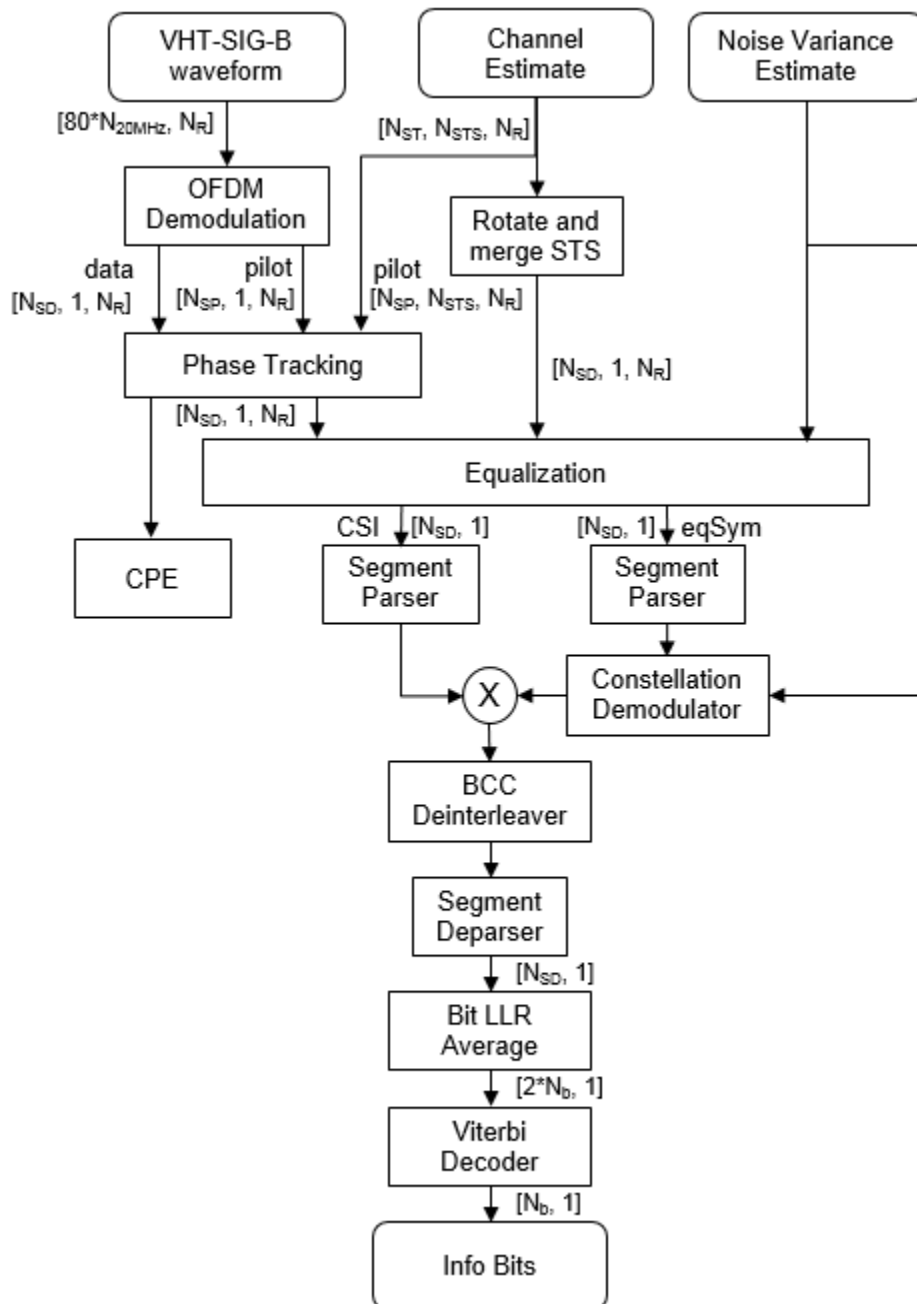 VHT-SIG-B
waveform
Channel
Estimate
Noise Variance
Estimate
[80*N20MHz, NR]
[NST, NSTS, NR]
OFDM
Demodulation
Rotate and
merge STS
data
pilot
pilot
[NSD, 1, NR]
[NSP, 1, NR]
[NSP, NSTS, NR]
Phase Tracking
[NSD, 1, NR]
[NSD, 1, NR]
Equalization
CSI
[NSD, 1]
[NSD, 1]
eqSym
CPE
Segment
Parser
Segment
Parser
X
Constellation
Demodulator
BCC
Deinterleaver
Segment
Deparser
[NSD, 1]
Bit LLR
Average
[2*Nb, 1]
Viterbi
Decoder
[Nb, 1]
Info Bits